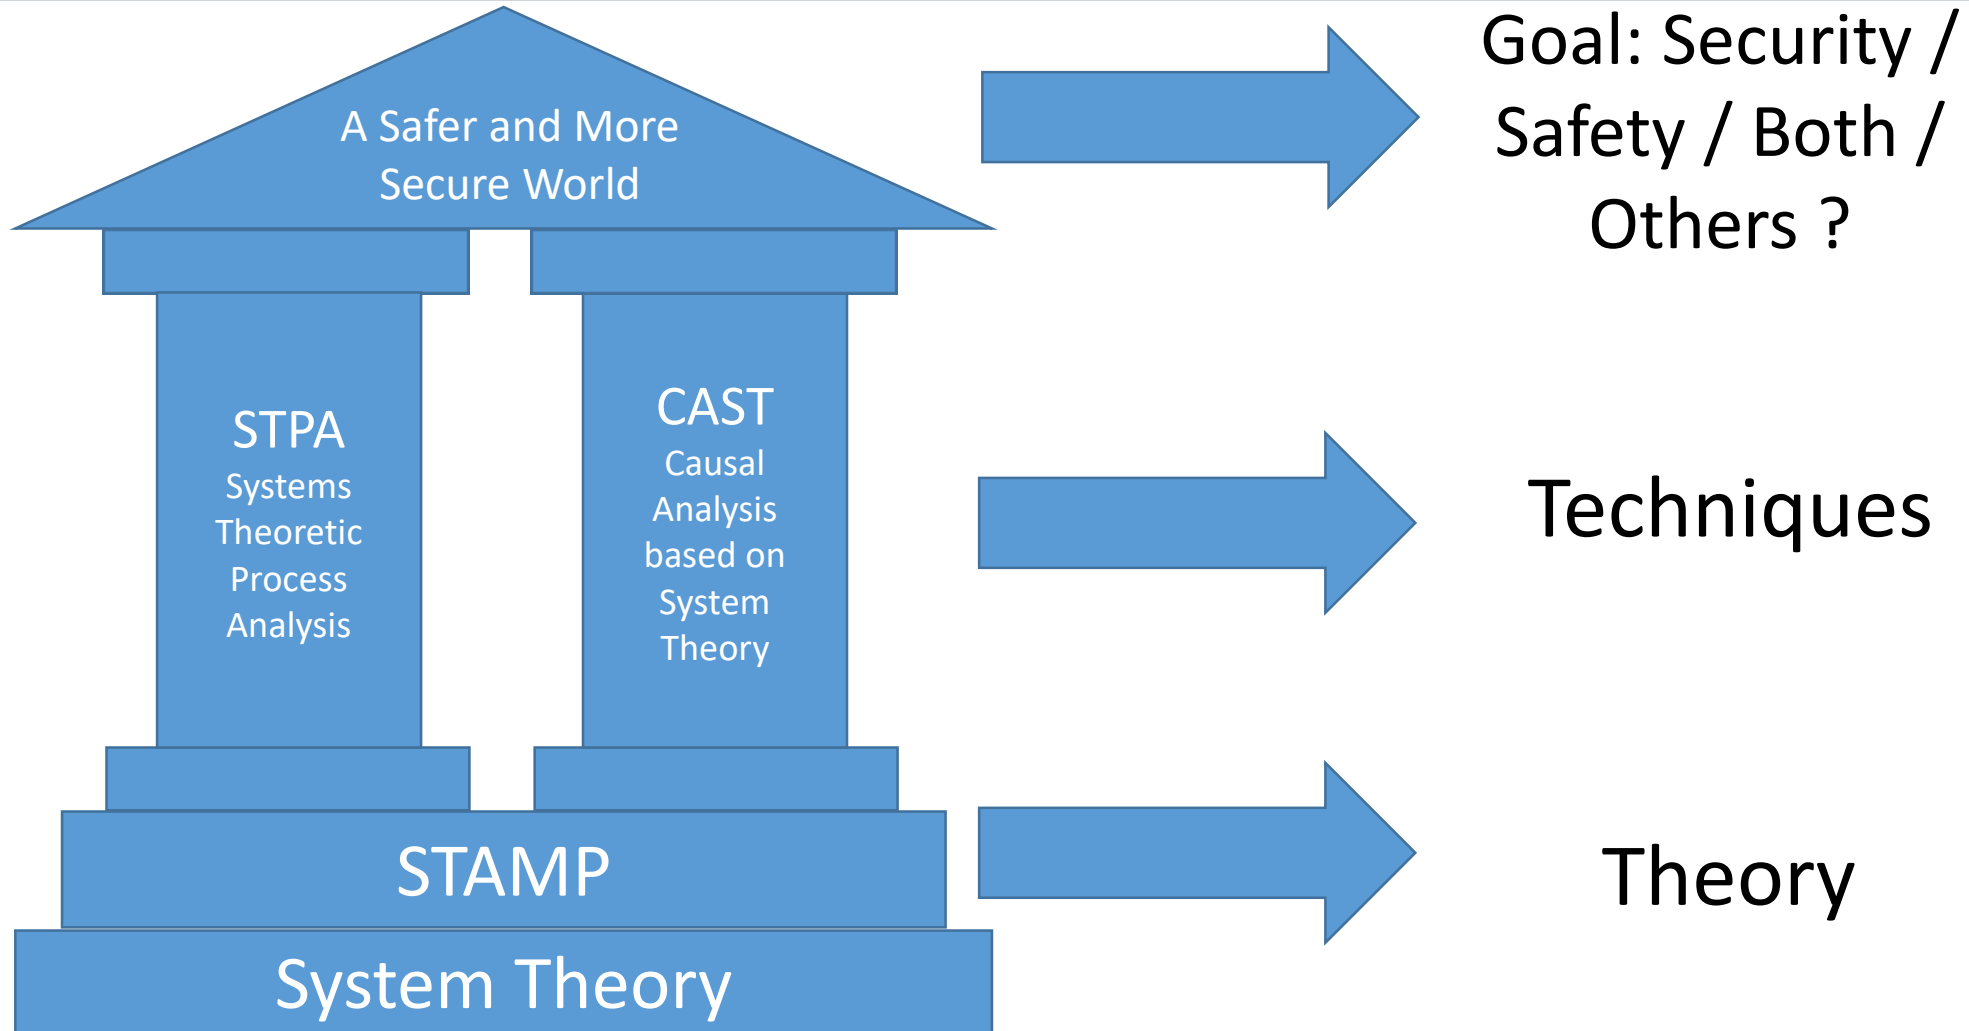 A Safer and More
Secure World
Goal: Security /
Safety / Both /
Others ?
STPA
Systems
Theoretic
Process
Analysis
CAST
Causal
Analysis
based on
System
Theory
Techniques
STAMP
Theory
System Theory